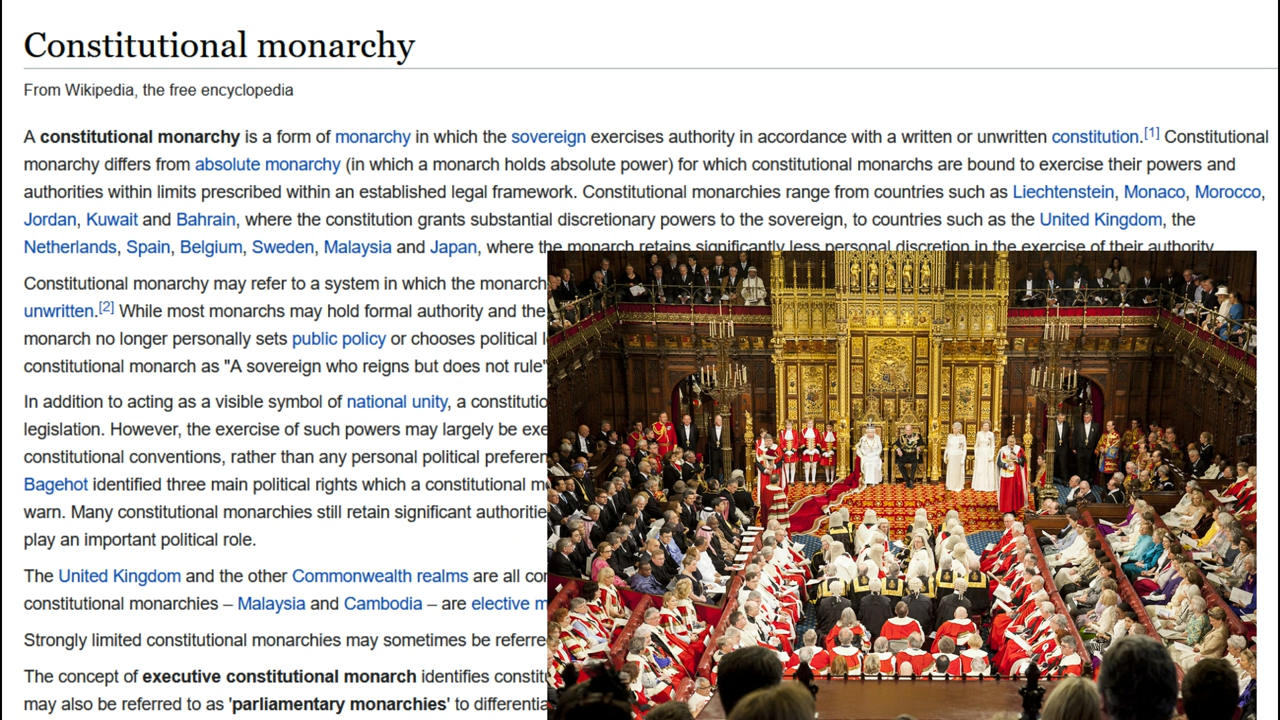 Constitutional monarchy
From Wikipedia, the free encyclopedia
A constitutional monarchy is a form of monarchy in which the sovereign exercises authority in accordance with a written or unwritten constitution.[1] Constitutional
monarchy differs from absolute monarchy (in which a monarch holds absolute power) for which constitutional monarchs are bound to exercise their powers and
authorities within limits prescribed within an established legal framework. Constitutional monarchies range from countries such as Liechtenstein, Monaco, Morocco,
Jordan, Kuwait and Bahrain, where the constitution grants substantial discretionary powers to the sovereign, to countries such as the United Kingdom, the
Netherlands, Spain, Belgium, Sweden, Malaysia and Japan, where the monarch retains significantly less personal discretion in the exercise of their authority.
Constitutional monarchy may refer to a system in which the monarch
unwritten.[2] While most monarchs may hold formal authority and the
monarch no longer personally sets public policy or chooses political
constitutional monarch as "A sovereign who reigns but does not rule"
In addition to acting as a visible symbol of national unity, a
legislation. However, the exercise of such powers may largely be
constitutional conventions, rather than any personal political
Bagehot identified three main political rights which a constitutional
warn. Many constitutional monarchies still retain significant
play an important political role.
The United Kingdom and the other Commonwealth realms are all
constitutional monarchies – Malaysia and Cambodia – are elective
Strongly limited constitutional monarchies may sometimes be
The concept of executive constitutional monarch identifies
may also be referred to as 'parliamentary monarchies' to